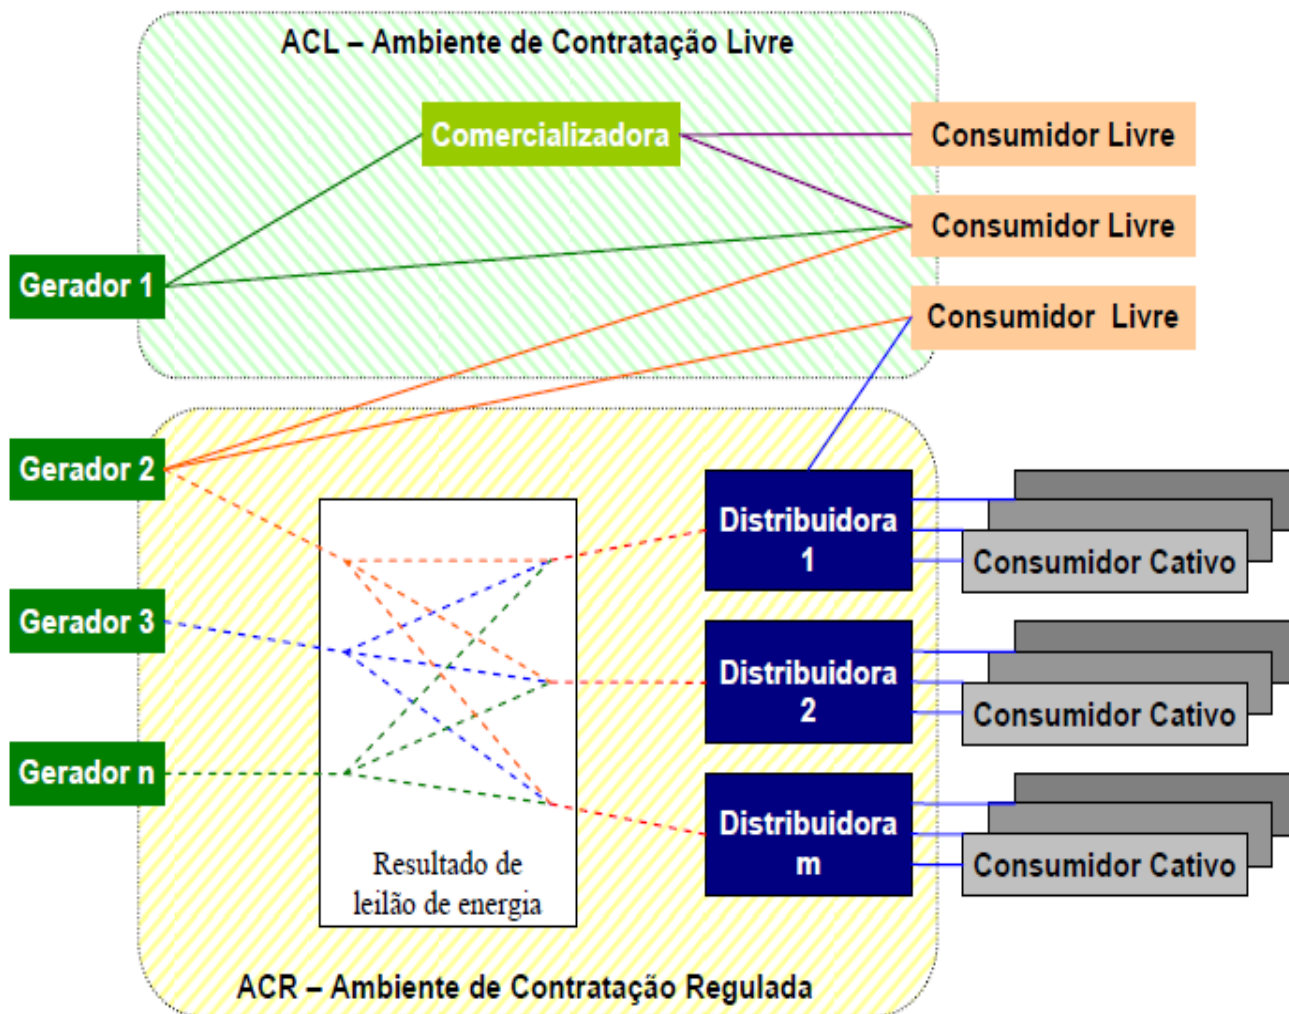 ACL – Ambiente de Contratação Livre
Comercializadora
Consumidor Livre
Consumidor Livre
Gerador 1
Consumidor Livre
Gerador 2
Distribuidora
1
Consumidor Cativo
Gerador 3
Distribuidora
2
Consumidor Cativo
Gerador n
Distribuidora
m
Consumidor Cativo
Resultado de
leilão de energia
ACR – Ambiente de Contratação Regulada